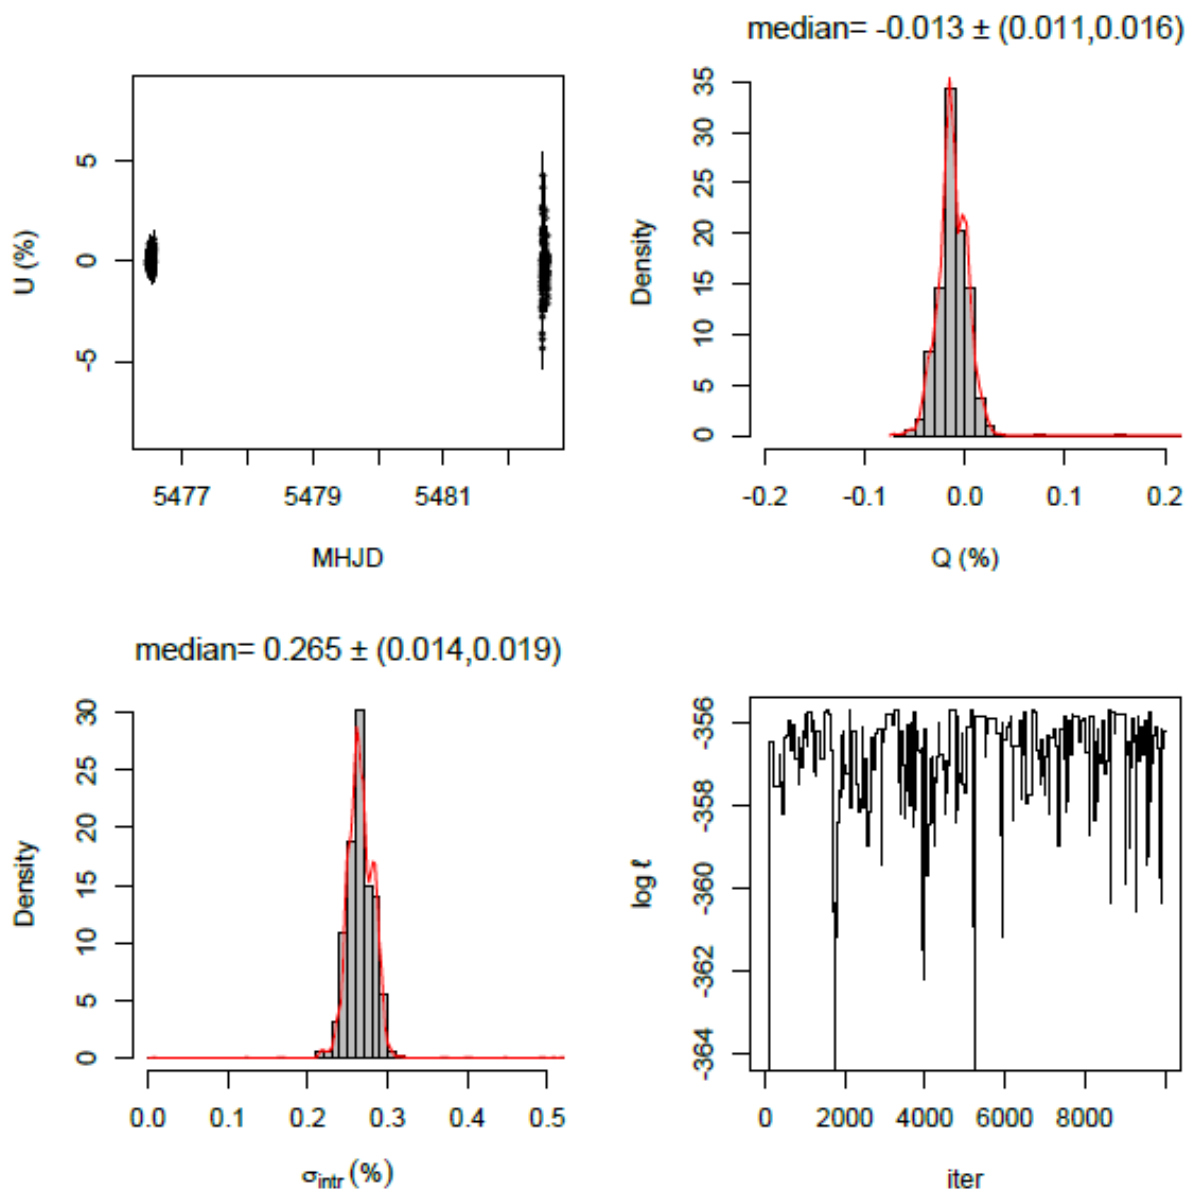 median= -0.013 ± (0.011,0.016)
U (%)
5
0
-5
5477 5479 5481
MHJD
Density
35
30
25
20
15
10
5
0
-0.2 -0.1 0.0 0.1 0.2
Q (%)
median= 0.265 ± (0.014,0.019)
Density
30
25
20
15
10
5
0
0.0 0.1 0.2 0.3 0.4 0.5
σintr (%)
log ℓ
-356
-358
-360
-362
-364
0 2000 4000 6000 8000
iter